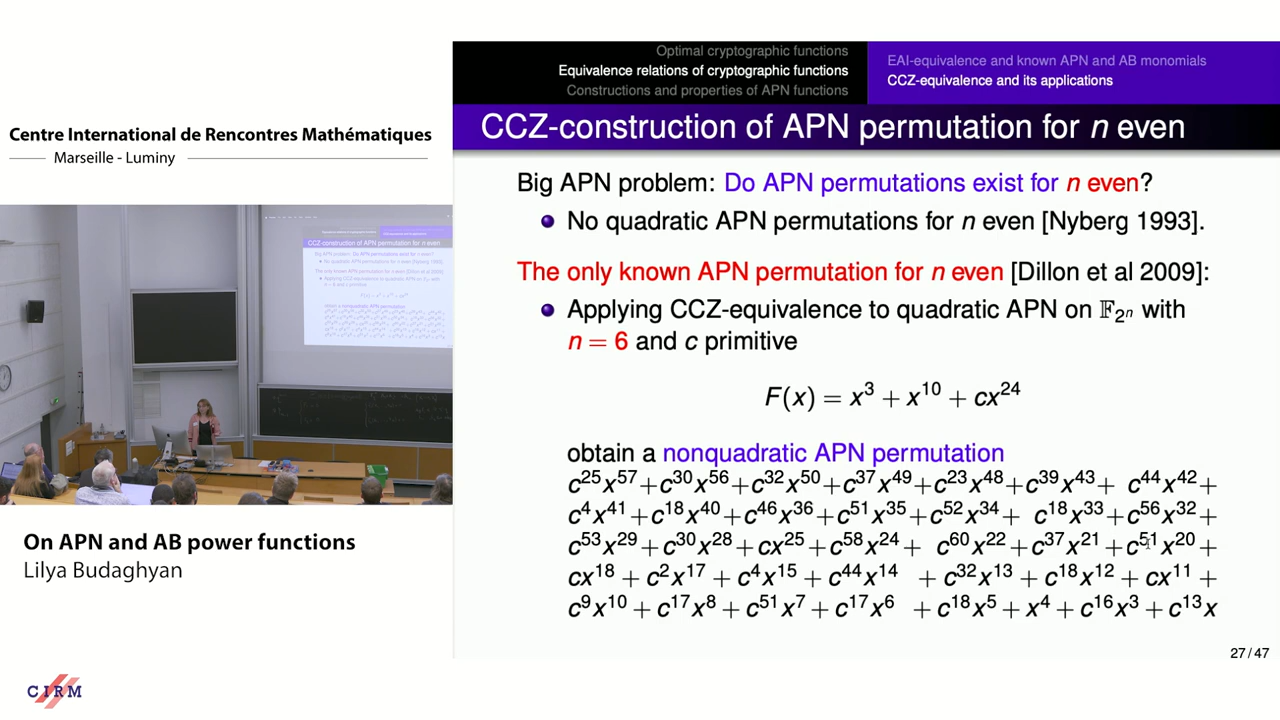 Centre International de Rencontres Mathématiques
Marseille - Luminy
On APN and AB power functions
Lilya Budaghyan
CIRM
Optimal cryptographic functions
Equivalence relations of cryptographic functions
Constructions and properties of APN functions
EAI-equivalence and known APN and AB monomials
CCZ-equivalence and its applications
CCZ-construction of APN permutation for n even
Big APN problem: Do APN permutations exist for n even?
No quadratic APN permutations for n even [Nyberg 1993].
The only known APN permutation for n even [Dillon et al 2009]:
Applying CCZ-equivalence to quadratic APN on 𝔽₂ⁿ with
n = 6 and c primitive
F(x) = x³ + x¹⁰ + cx²⁴
obtain a nonquadratic APN permutation
c²⁵x⁵⁷+c³⁰x⁵⁶+c³²x⁵⁰+c³⁷x⁴⁹+c²³x⁴⁸+c³⁹x⁴³+ c⁴⁴x⁴²+
c⁴x⁴¹+c¹⁸x⁴⁰+c⁴⁶x³⁶+c⁵¹x³⁵+c⁵²x³⁴+ c¹⁸x³³+c⁵⁶x³²+
c⁵³x²⁹+c³⁰x²⁸+cx²⁵+c⁵⁸x²⁴+ c⁶⁰x²²+c³⁷x²¹+c⁵¹x²⁰+
cx¹⁸ + c²x¹⁷ + c⁴x¹⁵ + c⁴⁴x¹⁴ + c³²x¹³ + c¹⁸x¹² + cx¹¹ +
c⁹x¹⁰ + c¹⁷x⁸ + c⁵¹x⁷ + c¹⁷x⁶ + c¹⁸x⁵ + x⁴ + c¹⁶x³ + c¹³x
27 / 47